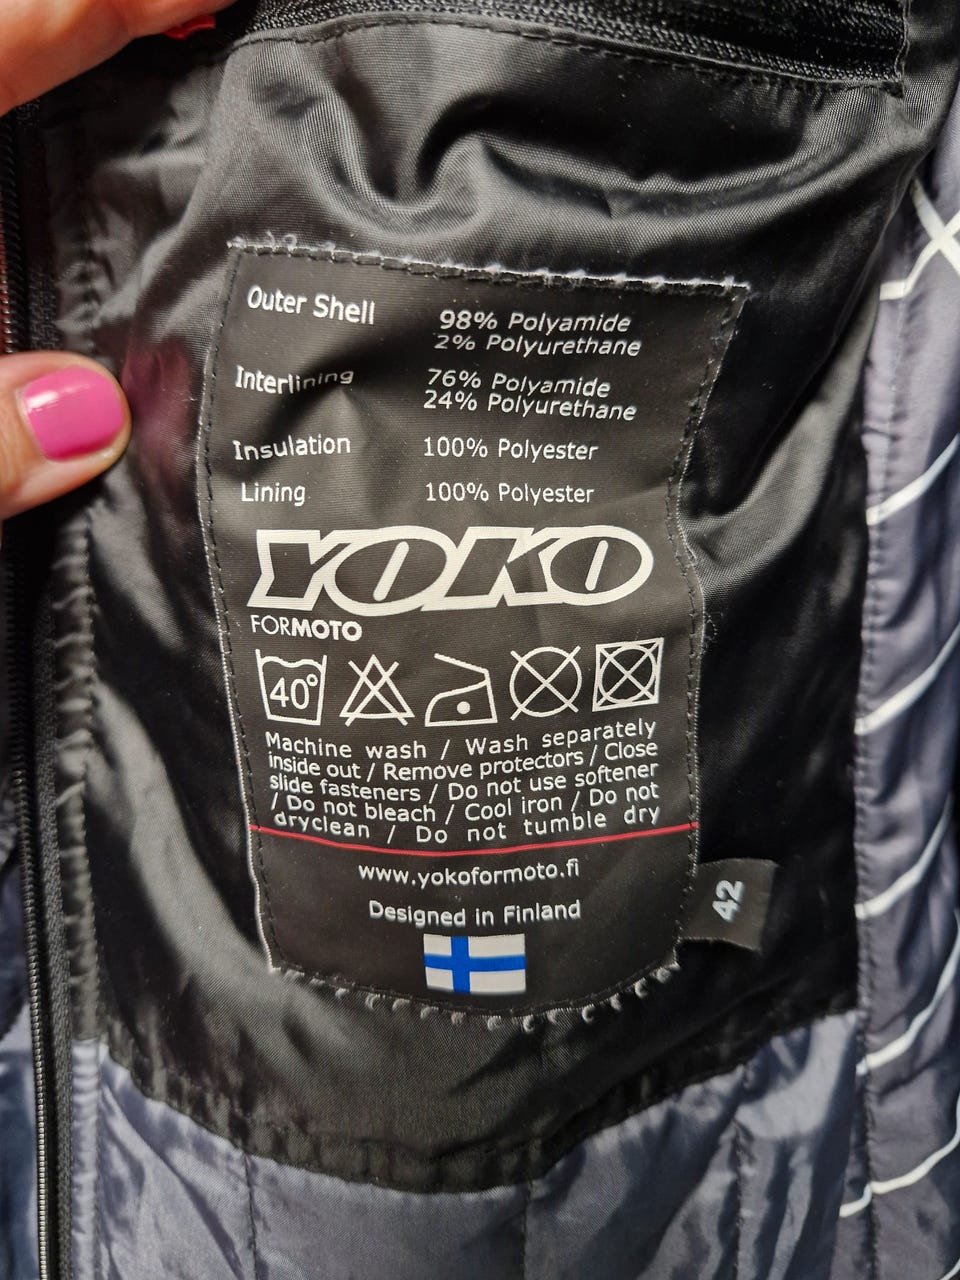 Outer Shell 98% Polyamide
2% Polyurethane
Interlining 76% Polyamide
24% Polyurethane
Insulation 100% Polyester
Lining 100% Polyester
YOKO
FORMOTO
40°
Machine wash / Wash separately
inside out / Remove protectors / Close
slide fasteners / Do not use softener
/ Do not bleach / Cool iron / Do not
dryclean / Do not tumble dry
www.yokoformoto.fi
Designed in Finland
42